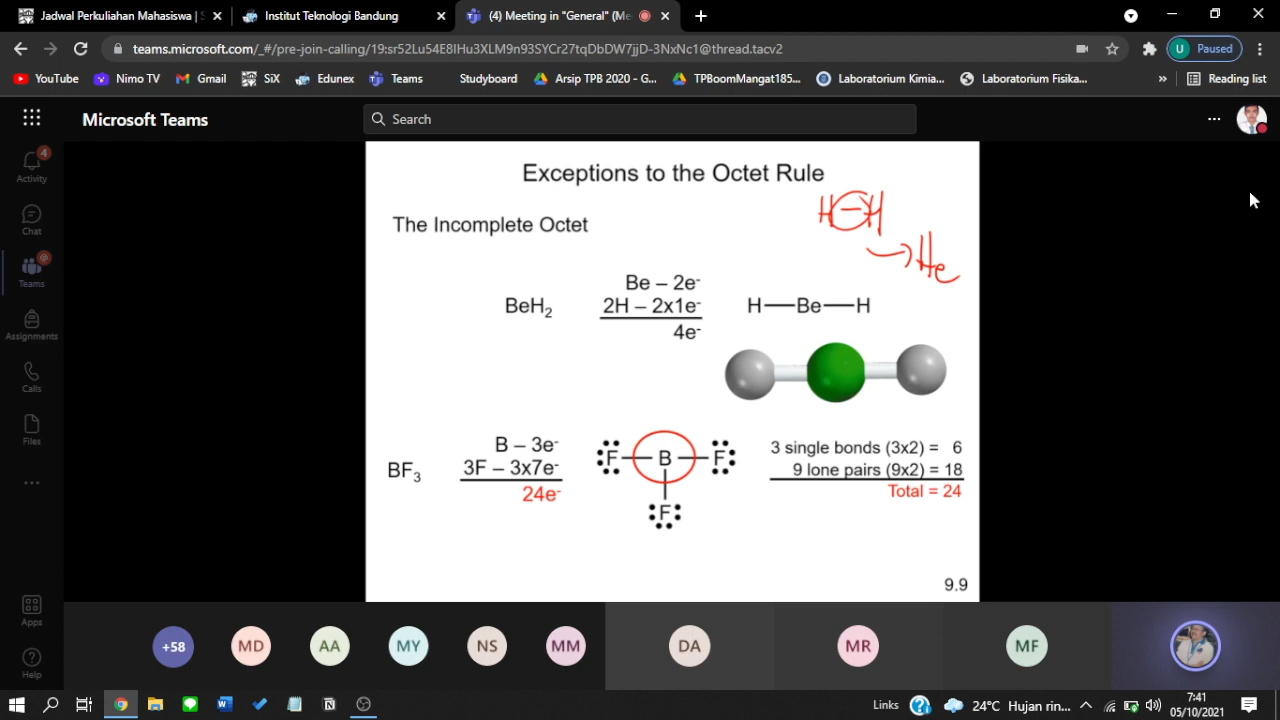 Jadwal Perkuliahan Mahasiswa | S
Institut Teknologi Bandung
(4) Meeting in "General" (Me
teams.microsoft.com/_#/pre-join-calling/19:sr52Lu54E8IHu3XLM9n93SYCr27tqDbDW7jjD-3NxNc1@thread.tacv2
U Paused
YouTube
Nimo TV
Gmail
SIX
Edunex
Teams
Studyboard
Arsip TPB 2020 - G...
TPBcomMangat185...
Laboratorium Kimia...
Laboratorium Fisika...
»
Reading list
Microsoft Teams
Search
...
4
Activity
Chat
@
Teams
Assignments
Calls
Files
...
Apps
Help
Exceptions to the Octet Rule
H–H
→ He
The Incomplete Octet
BeH₂
Be – 2e⁻
2H – 2x1e⁻
4e⁻
H—Be—H
BF₃
B – 3e⁻
3F – 3x7e⁻
24e⁻
F—B—F
F
3 single bonds (3x2) = 6
9 lone pairs (9x2) = 18
Total = 24
9.9
+58
MD
AA
MY
NS
MM
DA
MR
MF
Links
24°C Hujan rin...
7:41
05/10/2021